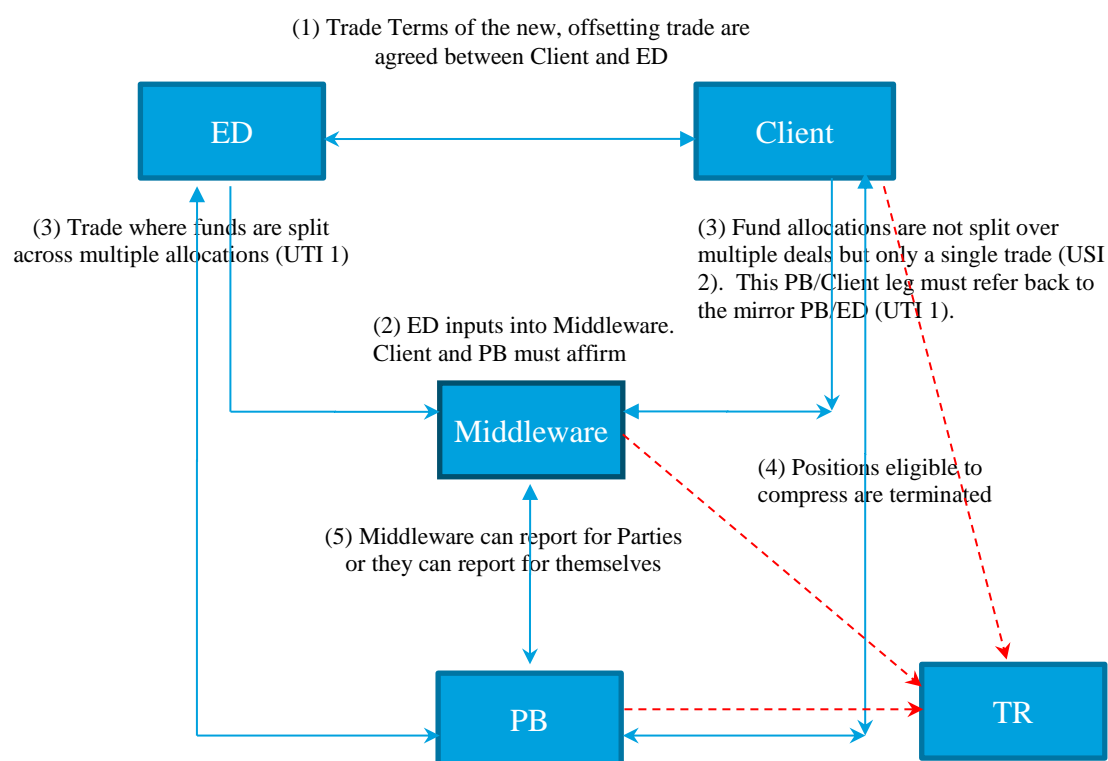 (1) Trade Terms of the new, offsetting trade are
agreed between Client and ED
ED
Client
(3) Trade where funds are split
across multiple allocations (UTI 1)
(3) Fund allocations are not split over
multiple deals but only a single trade (USI
2).  This PB/Client leg must refer back to
the mirror PB/ED (UTI 1).
(2) ED inputs into Middleware.
Client and PB must affirm
Middleware
(4) Positions eligible to
compress are terminated
(5) Middleware can report for Parties
or they can report for themselves
PB
TR